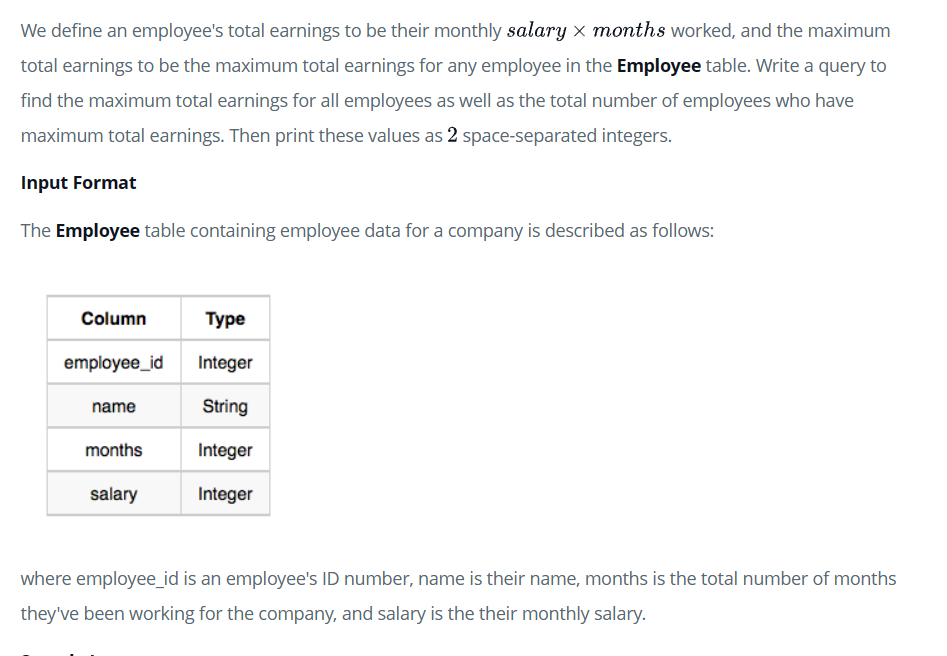 We define an employee's total earnings to be their monthly salary × months worked, and the maximum
total earnings to be the maximum total earnings for any employee in the Employee table. Write a query to
find the maximum total earnings for all employees as well as the total number of employees who have
maximum total earnings. Then print these values as 2 space-separated integers.
Input Format
The Employee table containing employee data for a company is described as follows:
Column Type
employee_id Integer
name String
months Integer
salary Integer
where employee_id is an employee's ID number, name is their name, months is the total number of months
they've been working for the company, and salary is the their monthly salary.